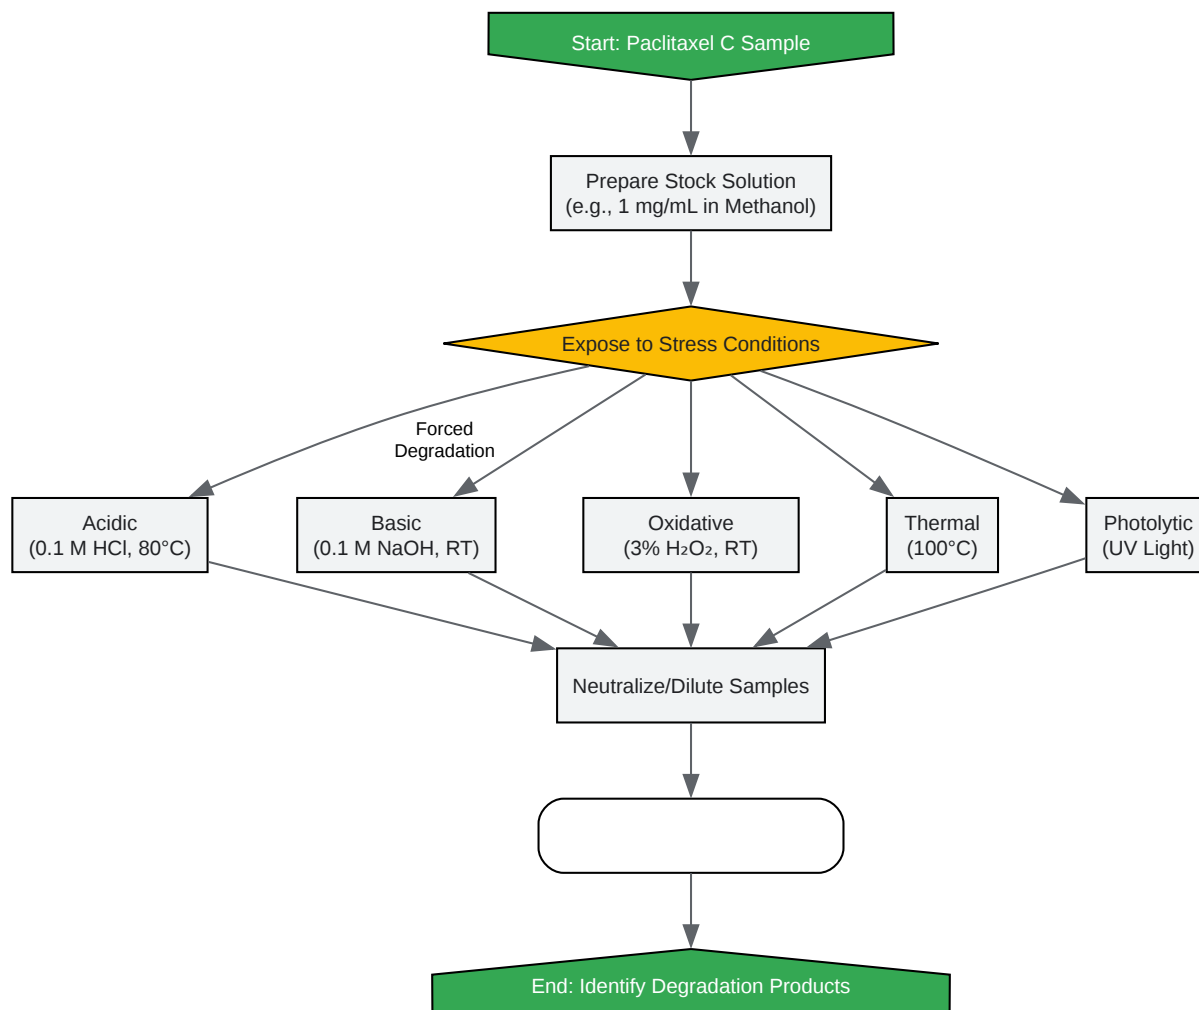 Start: Paclitaxel C Sample
Prepare Stock Solution
(e.g., 1 mg/mL in Methanol)
Expose to Stress Conditions
Forced
Degradation
Acidic
(0.1 M HCl, 80°C)
Basic
(0.1 M NaOH, RT)
Oxidative
(3% H₂O₂, RT)
Thermal
(100°C)
Photolytic
(UV Light)
Neutralize/Dilute Samples
End: Identify Degradation Products